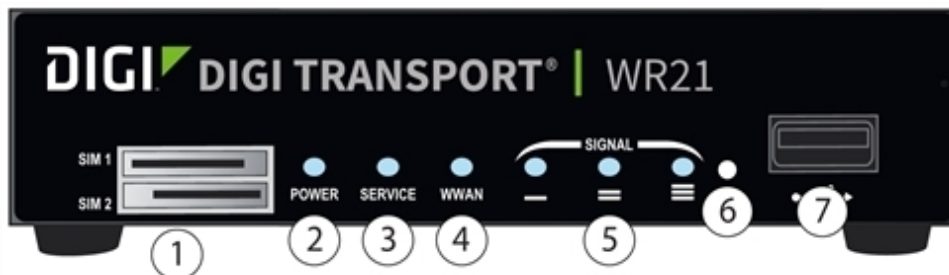 DIGI DIGI TRANSPORT® | WR21
SIM 1
SIGNAL
SIM 2
POWER SERVICE WWAN
1 2 3 4 5 6 7